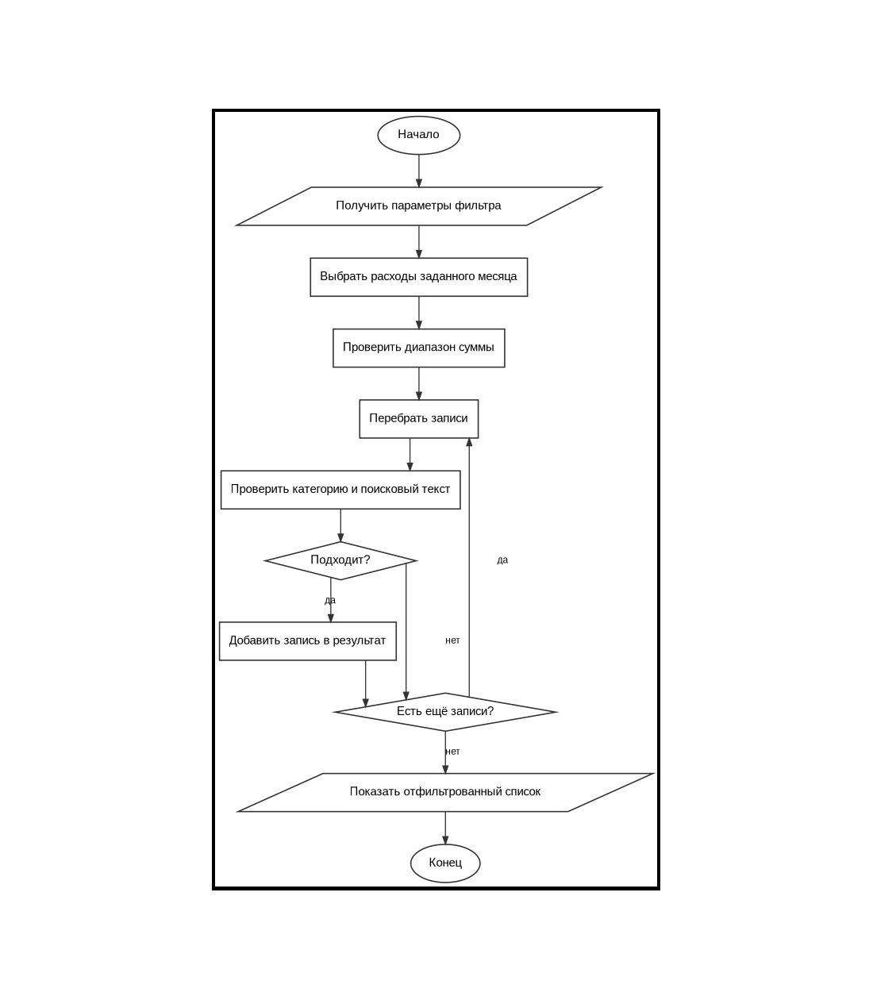 Начало
Получить параметры фильтра
Выбрать расходы заданного месяца
Проверить диапазон суммы
Перебрать записи
Проверить категорию и поисковый текст
Подходит?
да
да
Добавить запись в результат
нет
Есть ещё записи?
нет
Показать отфильтрованный список
Конец